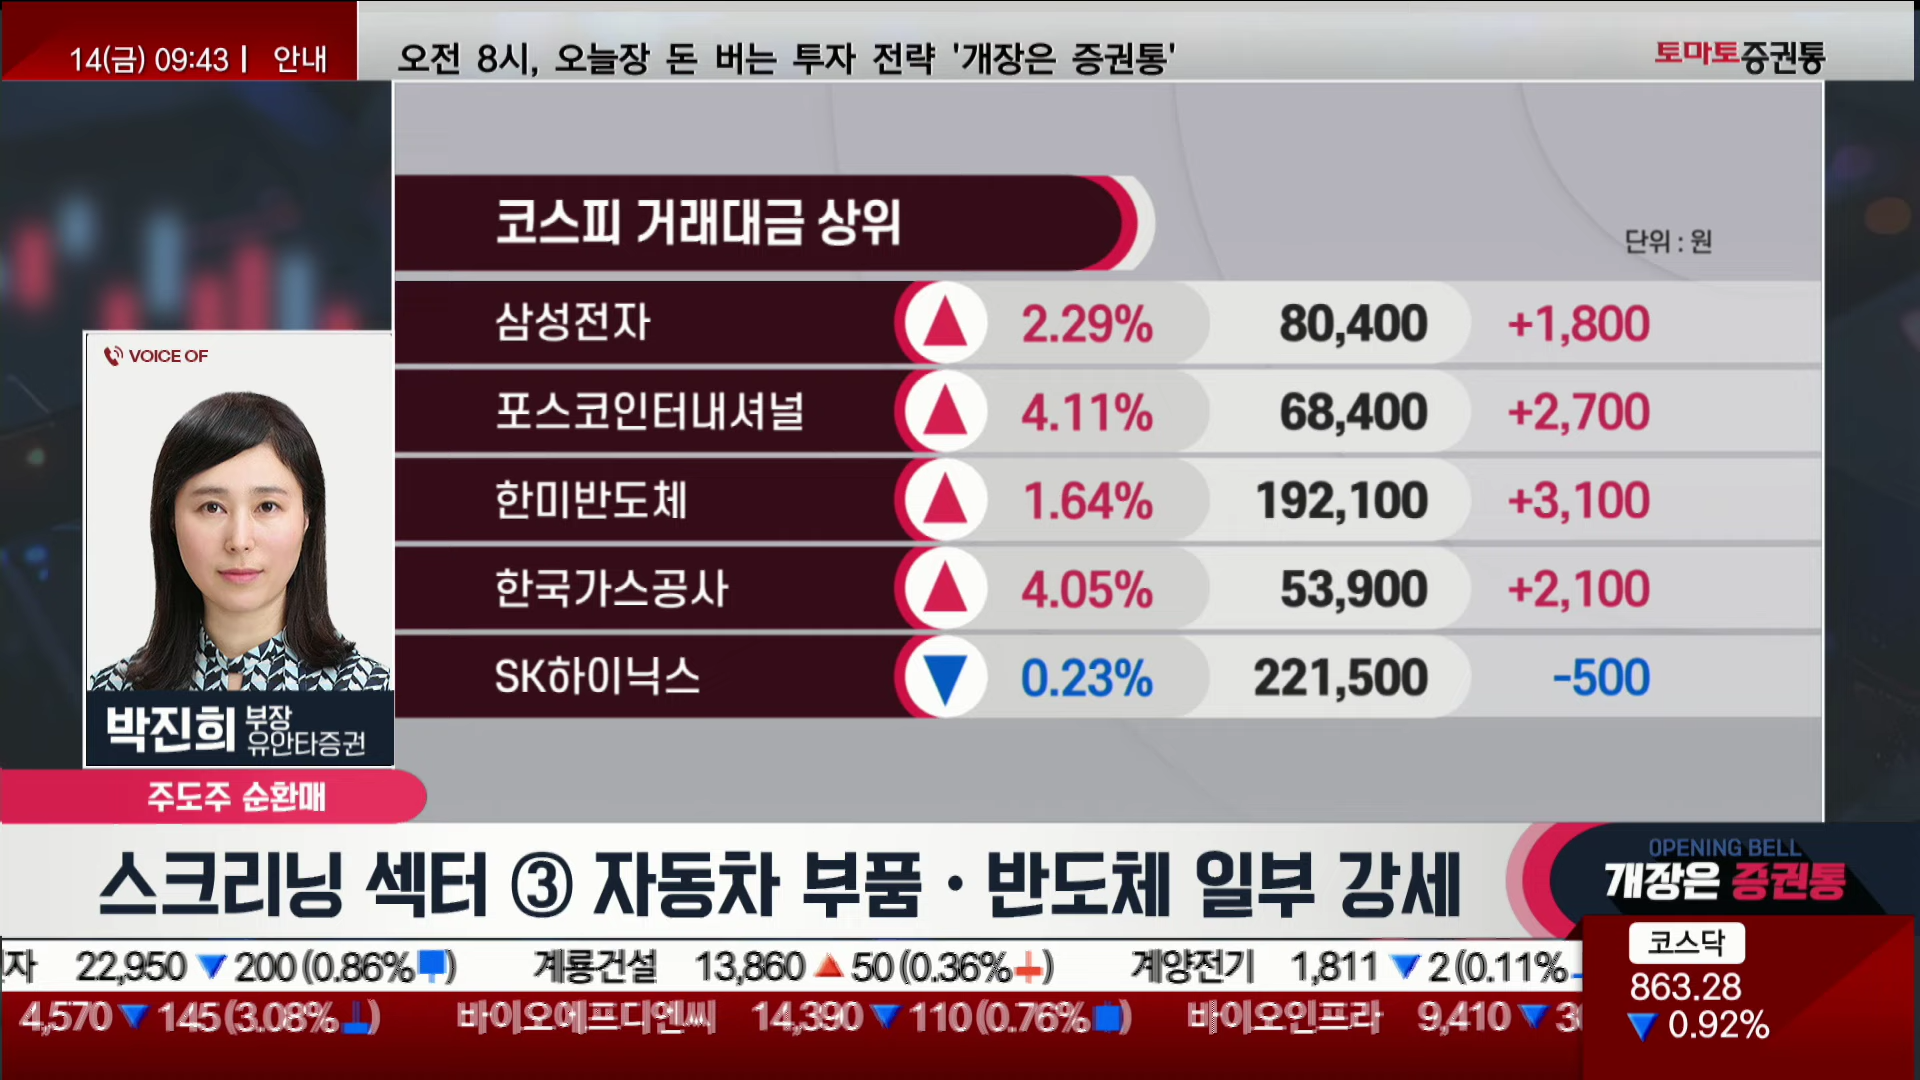 14(금) 09:43 | 안내
오전 8시, 오늘장 돈 버는 투자 전략 '개장은 증권통'
토마토증권통
코스피 거래대금 상위
단위 : 원
삼성전자 ▲ 2.29% 80,400 +1,800
포스코인터내셔널 ▲ 4.11% 68,400 +2,700
한미반도체 ▲ 1.64% 192,100 +3,100
한국가스공사 ▲ 4.05% 53,900 +2,100
SK하이닉스 ▼ 0.23% 221,500 -500
VOICE OF
박진희 부장
유안타증권
주도주 순환매
스크리닝 섹터 ③ 자동차 부품·반도체 일부 강세
OPENING BELL
개장은 증권통
22,950 ▼ 200 (0.86%) 계룡건설 13,860 ▲ 50 (0.36%) 계양전기 1,811 ▼ 2 (0.11%
4,570 ▼ 145 (3.08%) 바이오에프디엔씨 14,390 ▼ 110 (0.76%) 바이오인프라 9,410 ▼
코스닥
863.28
▼ 0.92%